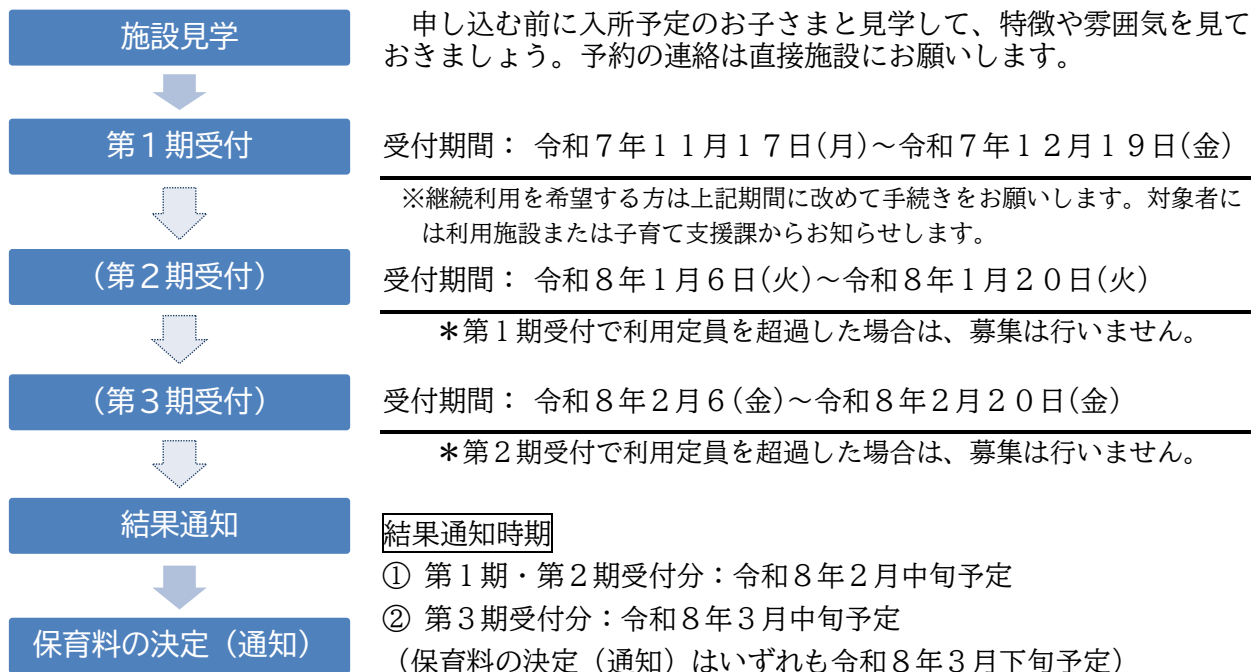 施設見学
申し込む前に入所予定のお子さまと見学して、特徴や雰囲気を見て
おきましょう。予約の連絡は直接施設にお願いします。
第１期受付
受付期間： 令和７年１１月１７日(月)～令和７年１２月１９日(金)
※継続利用を希望する方は上記期間に改めて手続きをお願いします。対象者に
は利用施設または子育て支援課からお知らせします。
（第２期受付）
受付期間： 令和８年１月６日(火)～令和８年１月２０日(火)
＊第１期受付で利用定員を超過した場合は、募集は行いません。
（第３期受付）
受付期間： 令和８年２月６(金)～令和８年２月２０日(金)
＊第２期受付で利用定員を超過した場合は、募集は行いません。
結果通知
結果通知時期
① 第１期・第２期受付分：令和８年２月中旬予定
② 第３期受付分：令和８年３月中旬予定
保育料の決定（通知）
（保育料の決定（通知）はいずれも令和８年３月下旬予定）